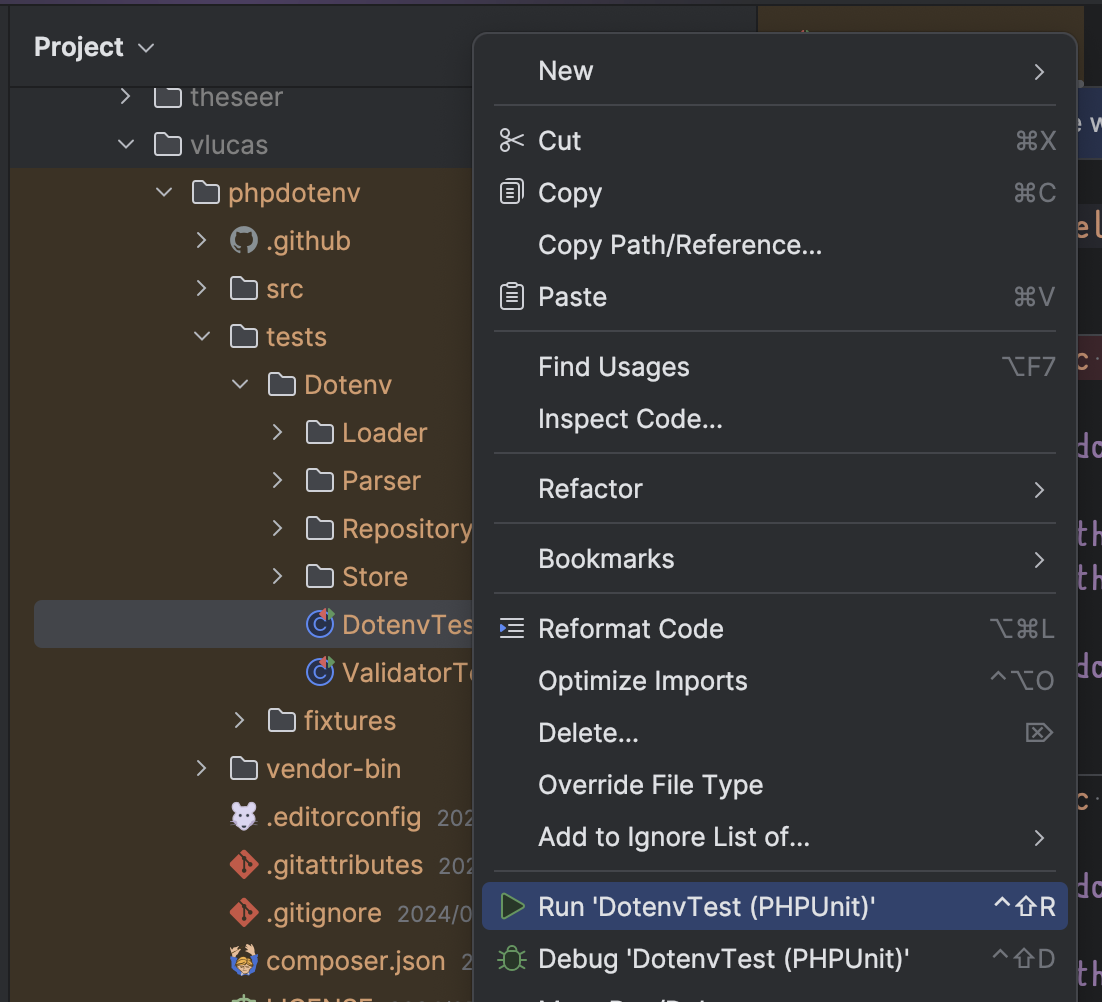 Project
theseer
vlucas
phpdotenv
.github
src
tests
Dotenv
Loader
Parser
Repository
Store
DotenvTes
ValidatorTe
fixtures
vendor-bin
.editorconfig 202
.gitattributes 202
.gitignore 2024/0
composer.json 2
New
Cut ⌘X
Copy ⌘C
Copy Path/Reference...
Paste ⌘V
Find Usages ⌥F7
Inspect Code...
Refactor
Bookmarks
Reformat Code ⌥⌘L
Optimize Imports ^⌥O
Delete... ⌦
Override File Type
Add to Ignore List of...
Run 'DotenvTest (PHPUnit)' ^⇧R
Debug 'DotenvTest (PHPUnit)' ^⇧D